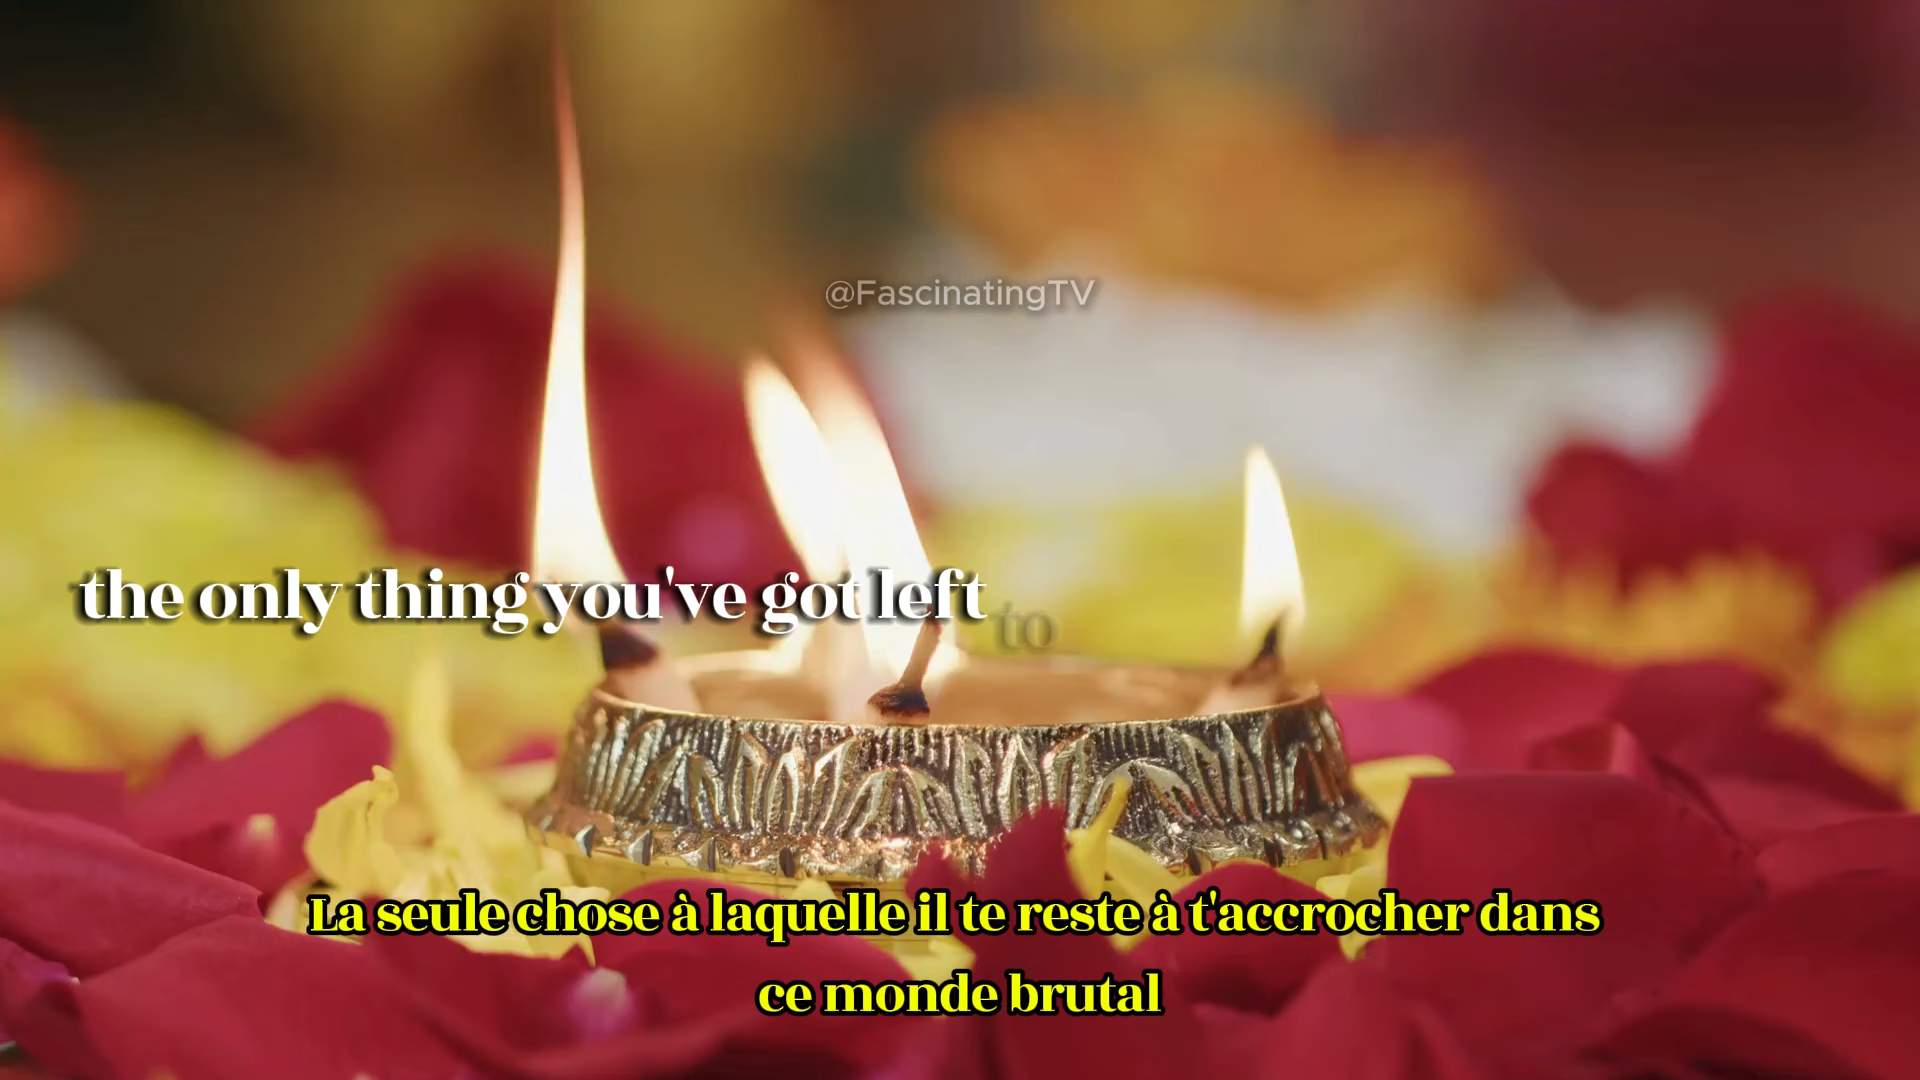 @FascinatingTV
the only thing you've got left to
La seule chose à laquelle il te reste à t'accrocher dans
ce monde brutal